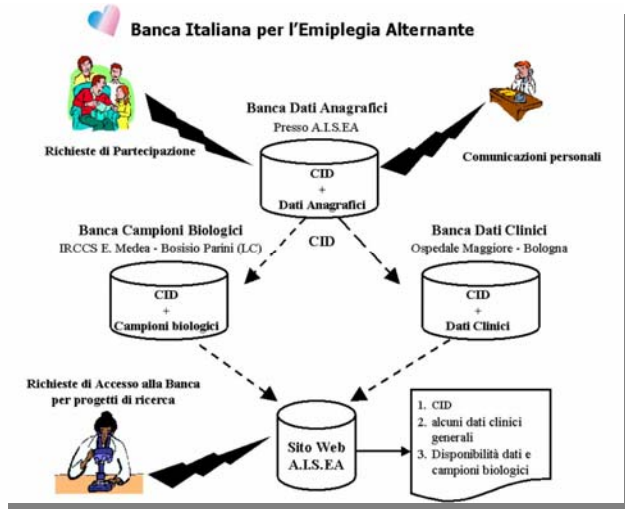 Banca Italiana per l'Emiplegia Alternante
Banca Dati Anagrafici
Presso A.I.S.EA
Richieste di Partecipazione
Comunicazioni personali
CID
+
Dati Anagrafici
Banca Campioni Biologici
IRCCS E. Medea - Bosisio Parini (LC)
CID
Banca Dati Clinici
Ospedale Maggiore - Bologna
CID
+
Campioni biologici
CID
+
Dati Clinici
Richieste di Accesso alla Banca
per progetti di ricerca
Sito Web
A.I.S.EA
1. CID
2. alcuni dati clinici
generali
3. Disponibilità dati e
campioni biologici